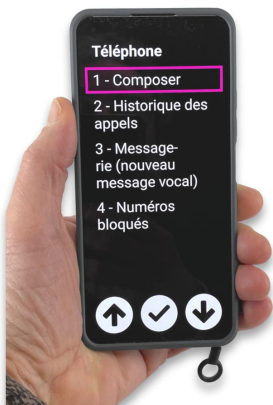 Téléphone
1 - Composer
2 - Historique des
appels
3 - Message-
rie (nouveau
message vocal)
4 - Numéros
bloqués